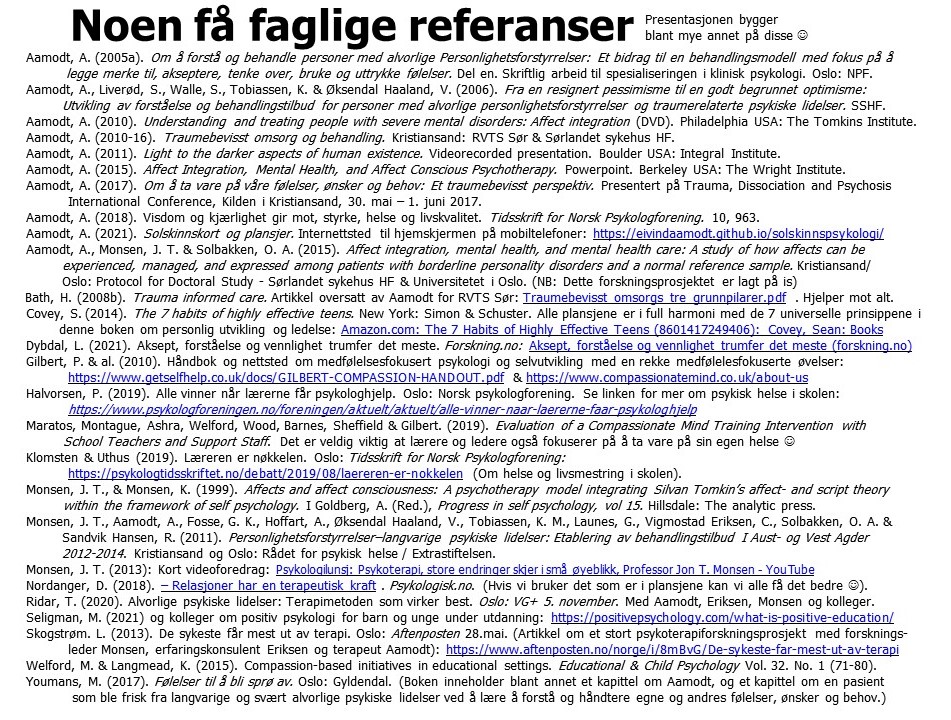 Noen få faglige referanser
Presentasjonen bygger
blant mye annet på disse ☺
Aamodt, A. (2005a). Om å forstå og behandle personer med alvorlige Personlighetsforstyrrelser: Et bidrag til en behandlingsmodell med fokus på å
legge merke til, akseptere, tenke over, bruke og uttrykke følelser. Del en. Skriftlig arbeid til spesialiseringen i klinisk psykologi. Oslo: NPF.
Aamodt, A., Liverød, S., Walle, S., Tobiassen, K. & Øksendal Haaland, V. (2006). Fra en resignert pessimisme til en godt begrunnet optimisme:
Utvikling av forståelse og behandlingstilbud for personer med alvorlige personlighetsforstyrrelser og traumerelaterte psykiske lidelser. SSHF.
Aamodt, A. (2010). Understanding and treating people with severe mental disorders: Affect integration (DVD). Philadelphia USA: The Tomkins Institute.
Aamodt, A. (2010-16). Traumebevisst omsorg og behandling. Kristiansand: RVTS Sør & Sørlandet sykehus HF.
Aamodt, A. (2011). Light to the darker aspects of human existence. Videorecorded presentation. Boulder USA: Integral Institute.
Aamodt, A. (2015). Affect Integration, Mental Health, and Affect Conscious Psychotherapy. Powerpoint. Berkeley USA: The Wright Institute.
Aamodt, A. (2017). Om å ta vare på våre følelser, ønsker og behov: Et traumebevisst perspektiv. Presentert på Trauma, Dissociation and Psychosis
International Conference, Kilden i Kristiansand, 30. mai – 1. juni 2017.
Aamodt, A. (2018). Visdom og kjærlighet gir mot, styrke, helse og livskvalitet. Tidsskrift for Norsk Psykologforening. 10, 963.
Aamodt, A. (2021). Solskinnskort og plansjer. Internettsted til hjemskjermen på mobiltelefoner: https://eivindaamodt.github.io/solskinnspsykologi/
Aamodt, A., Monsen, J. T. & Solbakken, O. A. (2015). Affect integration, mental health, and mental health care: A study of how affects can be
experienced, managed, and expressed among patients with borderline personality disorders and a normal reference sample. Kristiansand/
Oslo: Protocol for Doctoral Study - Sørlandet sykehus HF & Universitetet i Oslo. (NB: Dette forskningsprosjektet er lagt på is)
Bath, H. (2008b). Trauma informed care. Artikkel oversatt av Aamodt for RVTS Sør: Traumebevisst_omsorgs_tre_grunnpilarer.pdf . Hjelper mot alt.
Covey, S. (2014). The 7 habits of highly effective teens. New York: Simon & Schuster. Alle plansjene er i full harmoni med de 7 universelle prinsippene i
denne boken om personlig utvikling og ledelse: Amazon.com: The 7 Habits of Highly Effective Teens (8601417249406): Covey, Sean: Books
Dybdal, L. (2021). Aksept, forståelse og vennlighet trumfer det meste. Forskning.no: Aksept, forståelse og vennlighet trumfer det meste (forskning.no)
Gilbert, P. & al. (2010). Håndbok og nettsted om medfølelsesfokusert psykologi og selvutvikling med en rekke medfølelesfokuserte øvelser:
https://www.getselfhelp.co.uk/docs/GILBERT-COMPASSION-HANDOUT.pdf & https://www.compassionatemind.co.uk/about-us
Halvorsen, P. (2019). Alle vinner når lærerne får psykologhjelp. Oslo: Norsk psykologforening. Se linken for mer om psykisk helse i skolen:
https://www.psykologforeningen.no/foreningen/aktuelt/aktuelt/alle-vinner-naar-laererne-faar-psykologhjelp
Maratos, Montague, Ashra, Welford, Wood, Barnes, Sheffield & Gilbert. (2019). Evaluation of a Compassionate Mind Training Intervention with
School Teachers and Support Staff. Det er veldig viktig at lærere og ledere også fokuserer på å ta vare på sin egen helse ☺
Klomsten & Uthus (2019). Læreren er nøkkelen. Oslo: Tidsskrift for Norsk Psykologforening:
https://psykologtidsskriftet.no/debatt/2019/08/laereren-er-nokkelen (Om helse og livsmestring i skolen).
Monsen, J. T., & Monsen, K. (1999). Affects and affect consciousness: A psychotherapy model integrating Silvan Tomkin's affect- and script theory
within the framework of self psychology. I Goldberg, A. (Red.), Progress in self psychology, vol 15. Hillsdale: The analytic press.
Monsen, J. T., Aamodt, A., Fosse, G. K., Hoffart, A., Øksendal Haaland, V., Tobiassen, K. M., Launes, G., Vigmostad Eriksen, C., Solbakken, O. A. &
Sandvik Hansen, R. (2011). Personlighetsforstyrrelser–langvarige psykiske lidelser: Etablering av behandlingstilbud I Aust- og Vest Agder
2012-2014. Kristiansand og Oslo: Rådet for psykisk helse / Extrastiftelsen.
Monsen, J. T. (2013): Kort videoforedrag: Psykologilunsj: Psykoterapi, store endringer skjer i små øyeblikk, Professor Jon T. Monsen - YouTube
Nordanger, D. (2018). – Relasjoner har en terapeutisk kraft . Psykologisk.no. (Hvis vi bruker det som er i plansjene kan vi alle få det bedre ☺).
Ridar, T. (2020). Alvorlige psykiske lidelser: Terapimetoden som virker best. Oslo: VG+ 5. november. Med Aamodt, Eriksen, Monsen og kolleger.
Seligman, M. (2021) og kolleger om positiv psykologi for barn og unge under utdanning: https://positivepsychology.com/what-is-positive-education/
Skogstrøm. L. (2013). De sykeste får mest ut av terapi. Oslo: Aftenposten 28.mai. (Artikkel om et stort psykoterapiforskningsprosjekt med forsknings-
leder Monsen, erfaringskonsulent Eriksen og terapeut Aamodt): https://www.aftenposten.no/norge/i/8mBvG/De-sykeste-far-mest-ut-av-terapi
Welford, M. & Langmead, K. (2015). Compassion-based initiatives in educational settings. Educational & Child Psychology Vol. 32. No. 1 (71-80).
Youmans, M. (2017). Følelser til å bli sprø av. Oslo: Gyldendal. (Boken inneholder blant annet et kapittel om Aamodt, og et kapittel om en pasient
som ble frisk fra langvarige og svært alvorlige psykiske lidelser ved å lære å forstå og håndtere egne og andres følelser, ønsker og behov.)